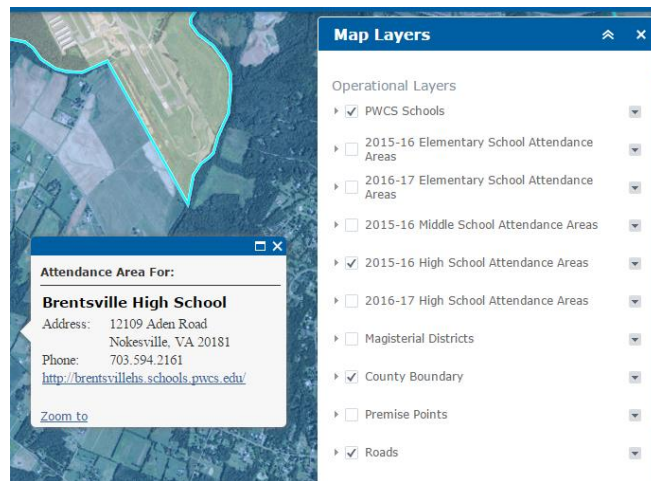 Map Layers
Operational Layers
PWCS Schools
2015-16 Elementary School Attendance
Areas
2016-17 Elementary School Attendance
Areas
2015-16 Middle School Attendance Areas
2015-16 High School Attendance Areas
2016-17 High School Attendance Areas
Magisterial Districts
County Boundary
Premise Points
Roads
Attendance Area For:
Brentsville High School
Address: 12109 Aden Road
Nokesville, VA 20181
Phone: 703.594.2161
http://brentsvillehs.schools.pwcs.edu/
Zoom to